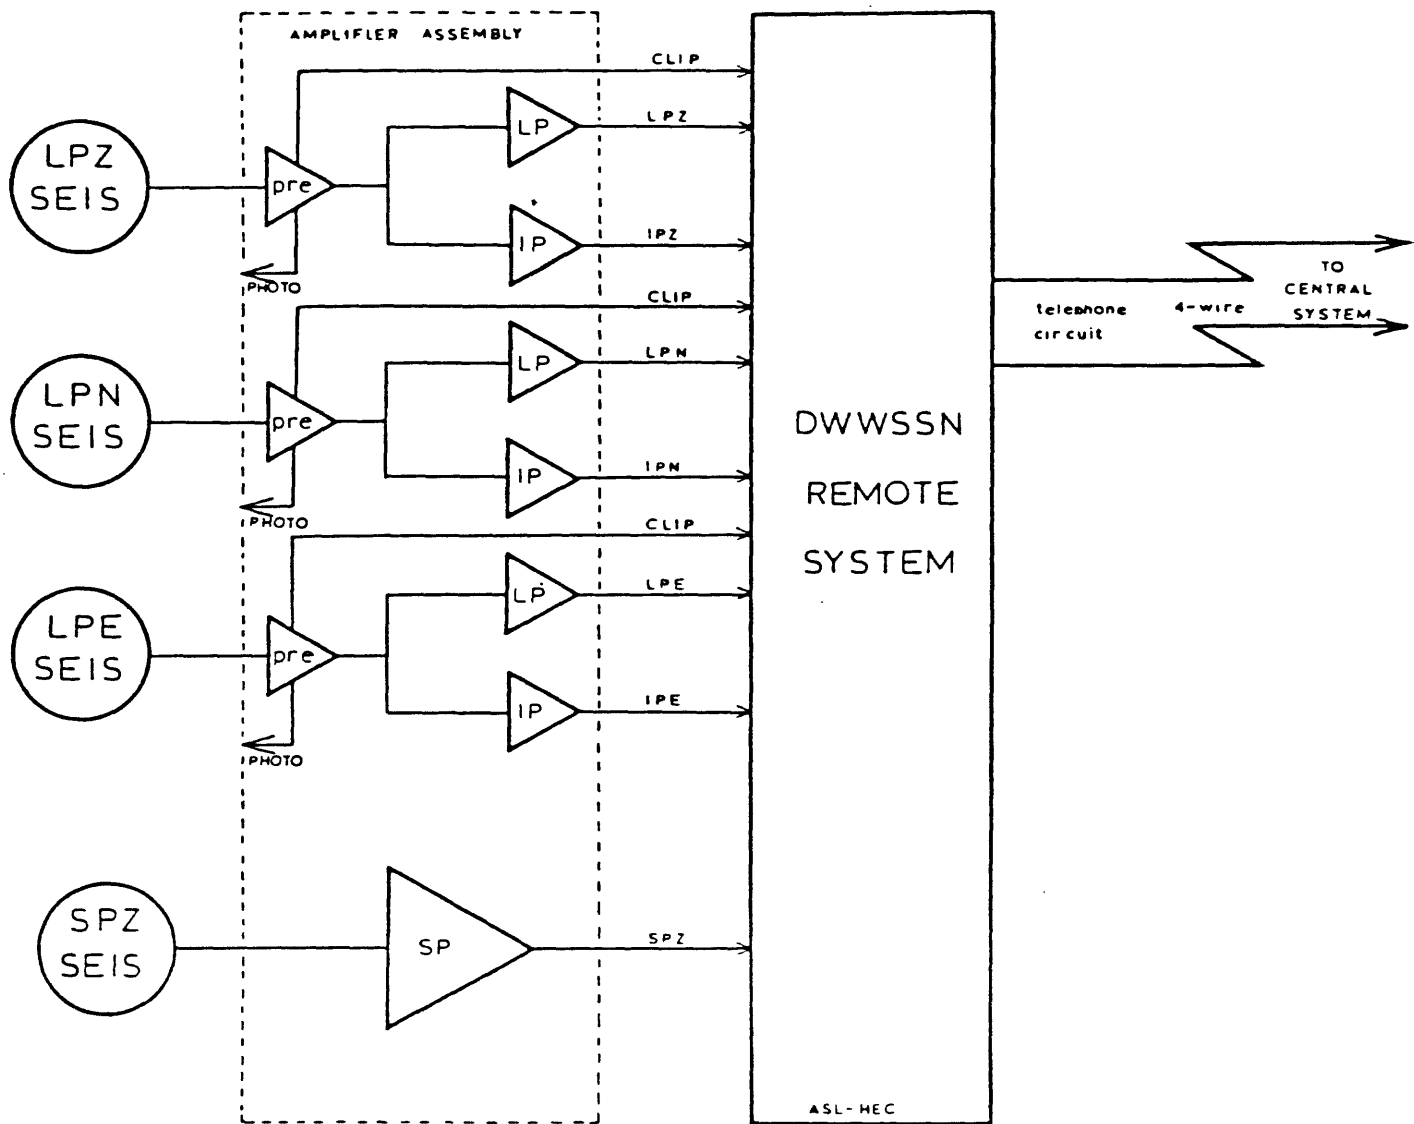 AMPLIFIER ASSEMBLY
CLIP
LPZ
SEIS
pre
LP
LPZ
IP
IPZ
PHOTO
CLIP
LPN
SEIS
pre
LP
LPN
IP
IPN
PHOTO
CLIP
LPE
SEIS
pre
LP
LPE
IP
IPE
PHOTO
SPZ
SEIS
SP
SPZ
DWWSSN
REMOTE
SYSTEM
ASL-HEC
telephone 4-wire
circuit
TO
CENTRAL
SYSTEM